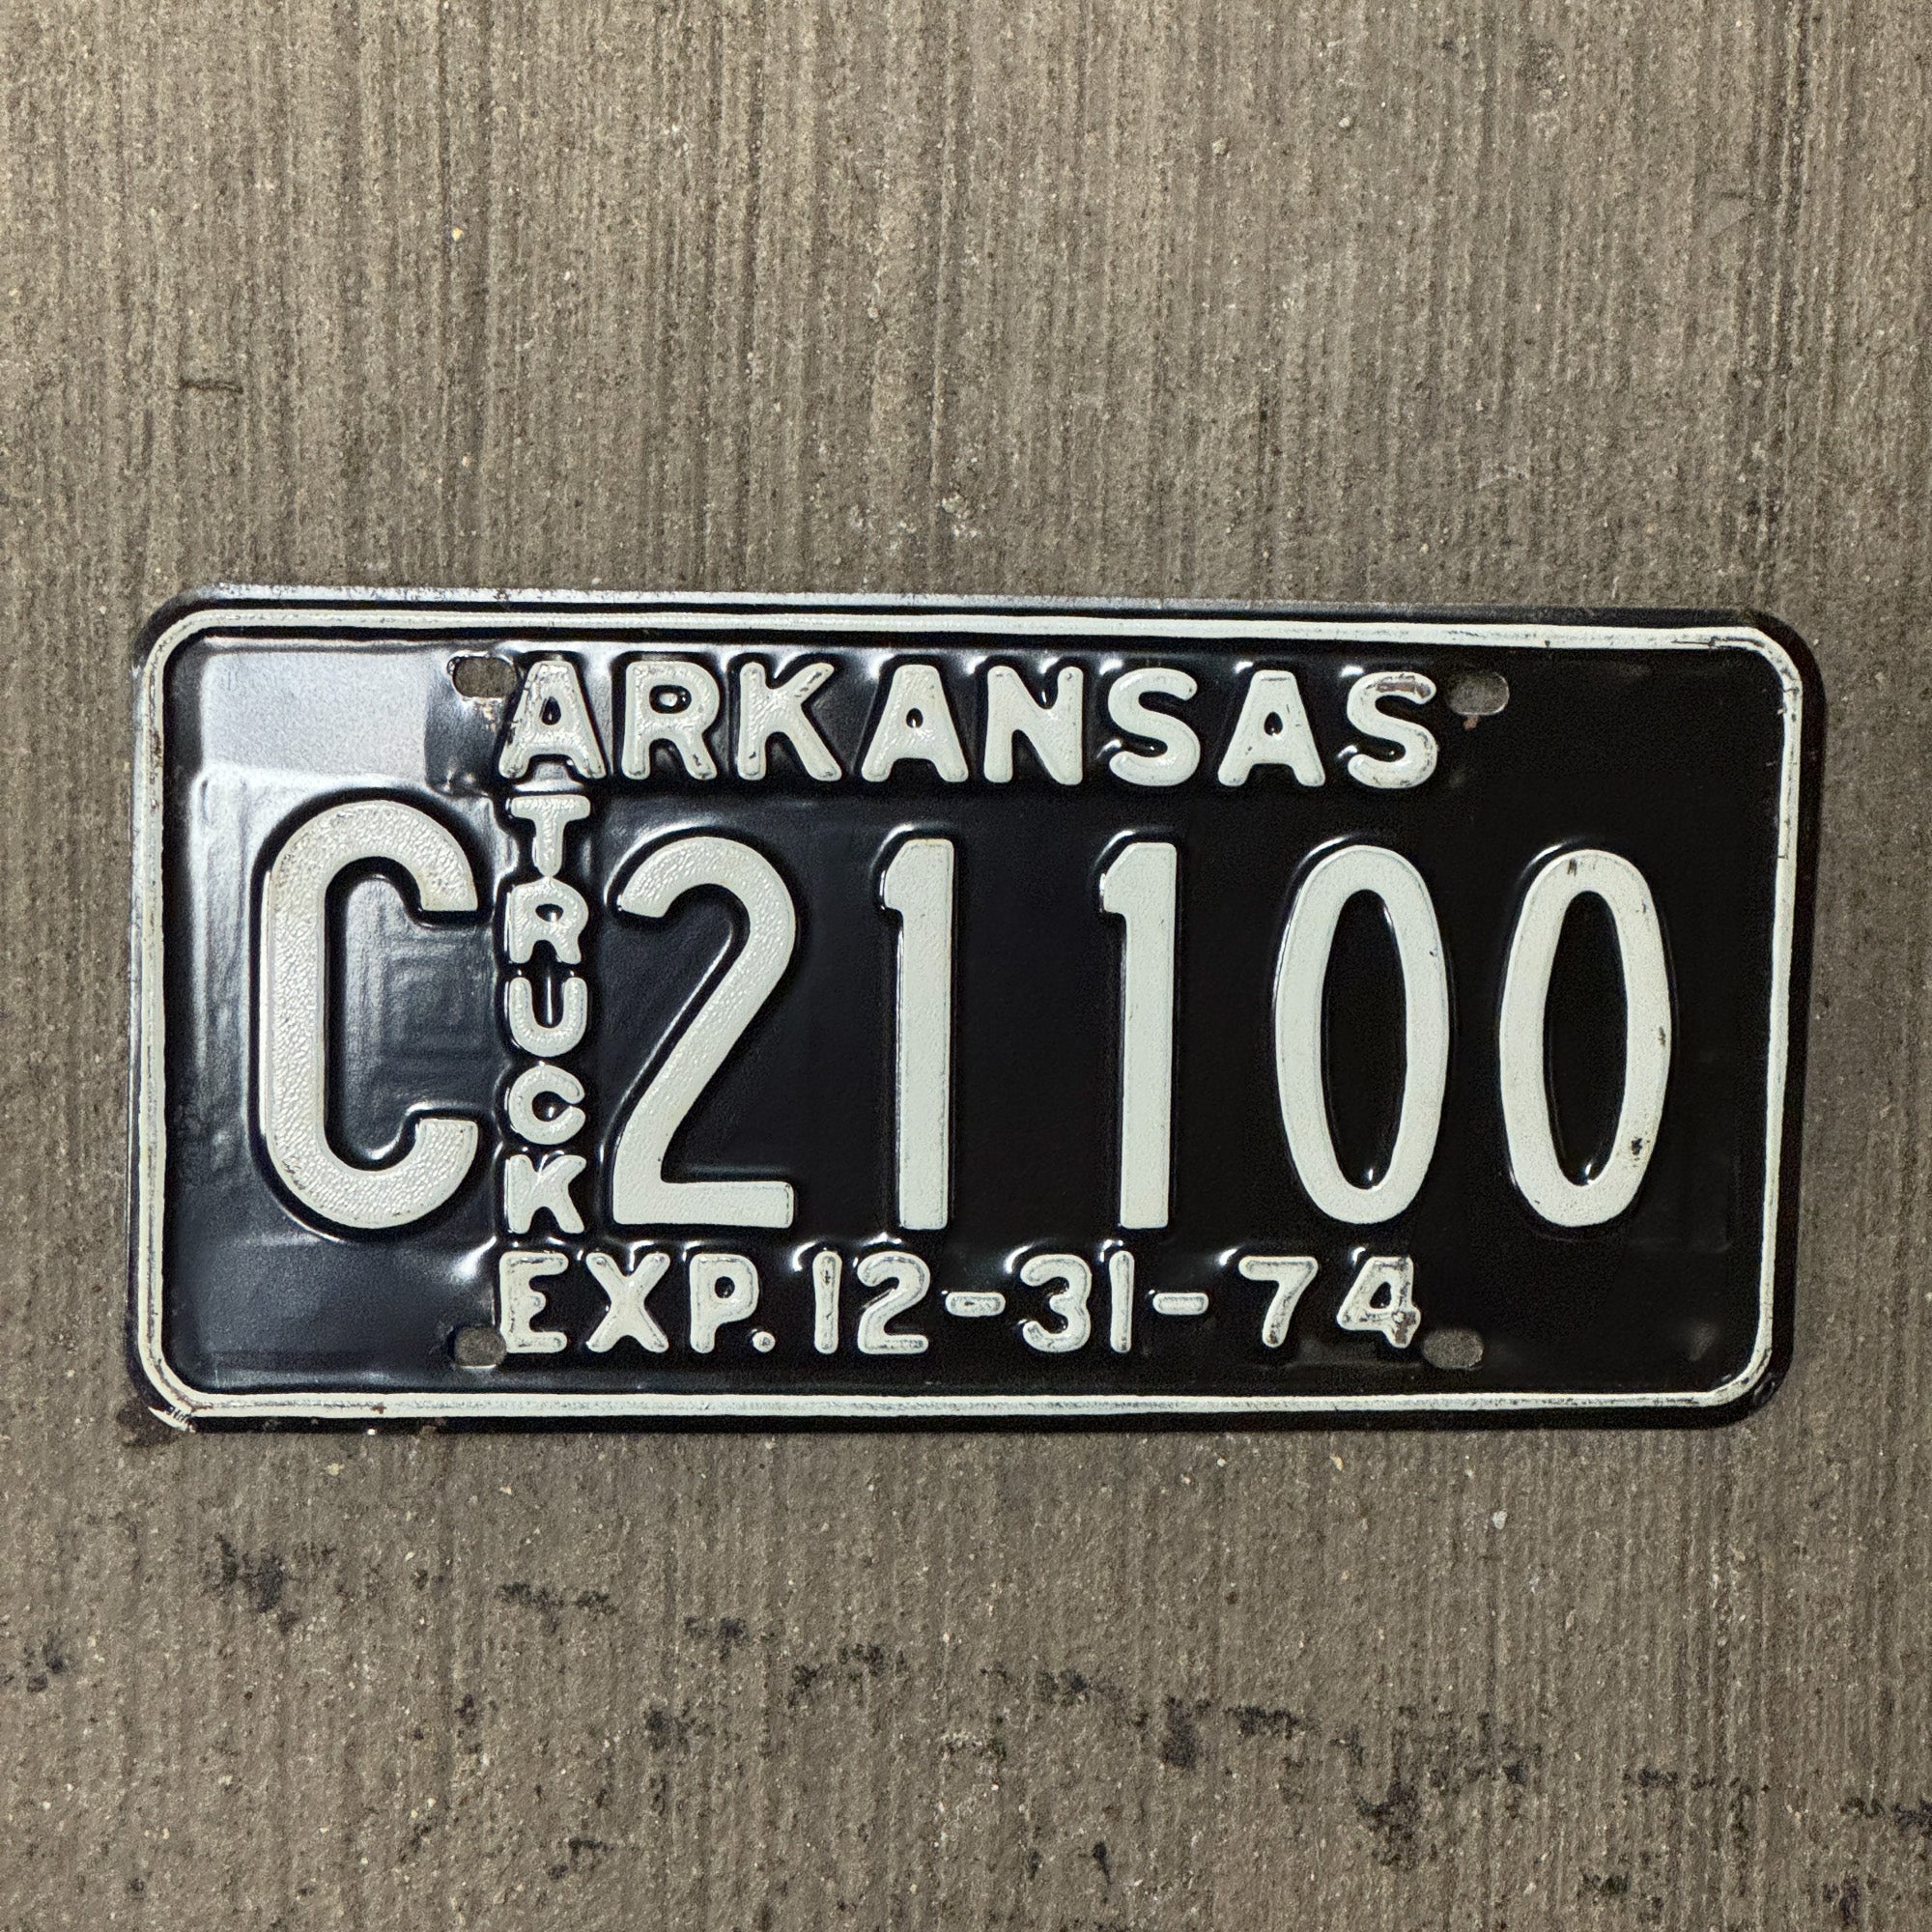 ARKANSAS
C TRUCK 21100
EXP. 12-31-74